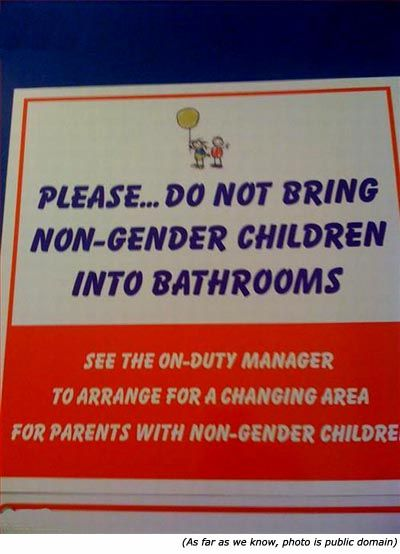 PLEASE... DO NOT BRING
NON-GENDER CHILDREN
INTO BATHROOMS
SEE THE ON-DUTY MANAGER
TO ARRANGE FOR A CHANGING AREA
FOR PARENTS WITH NON-GENDER CHILDRE
(As far as we know, photo is public domain)